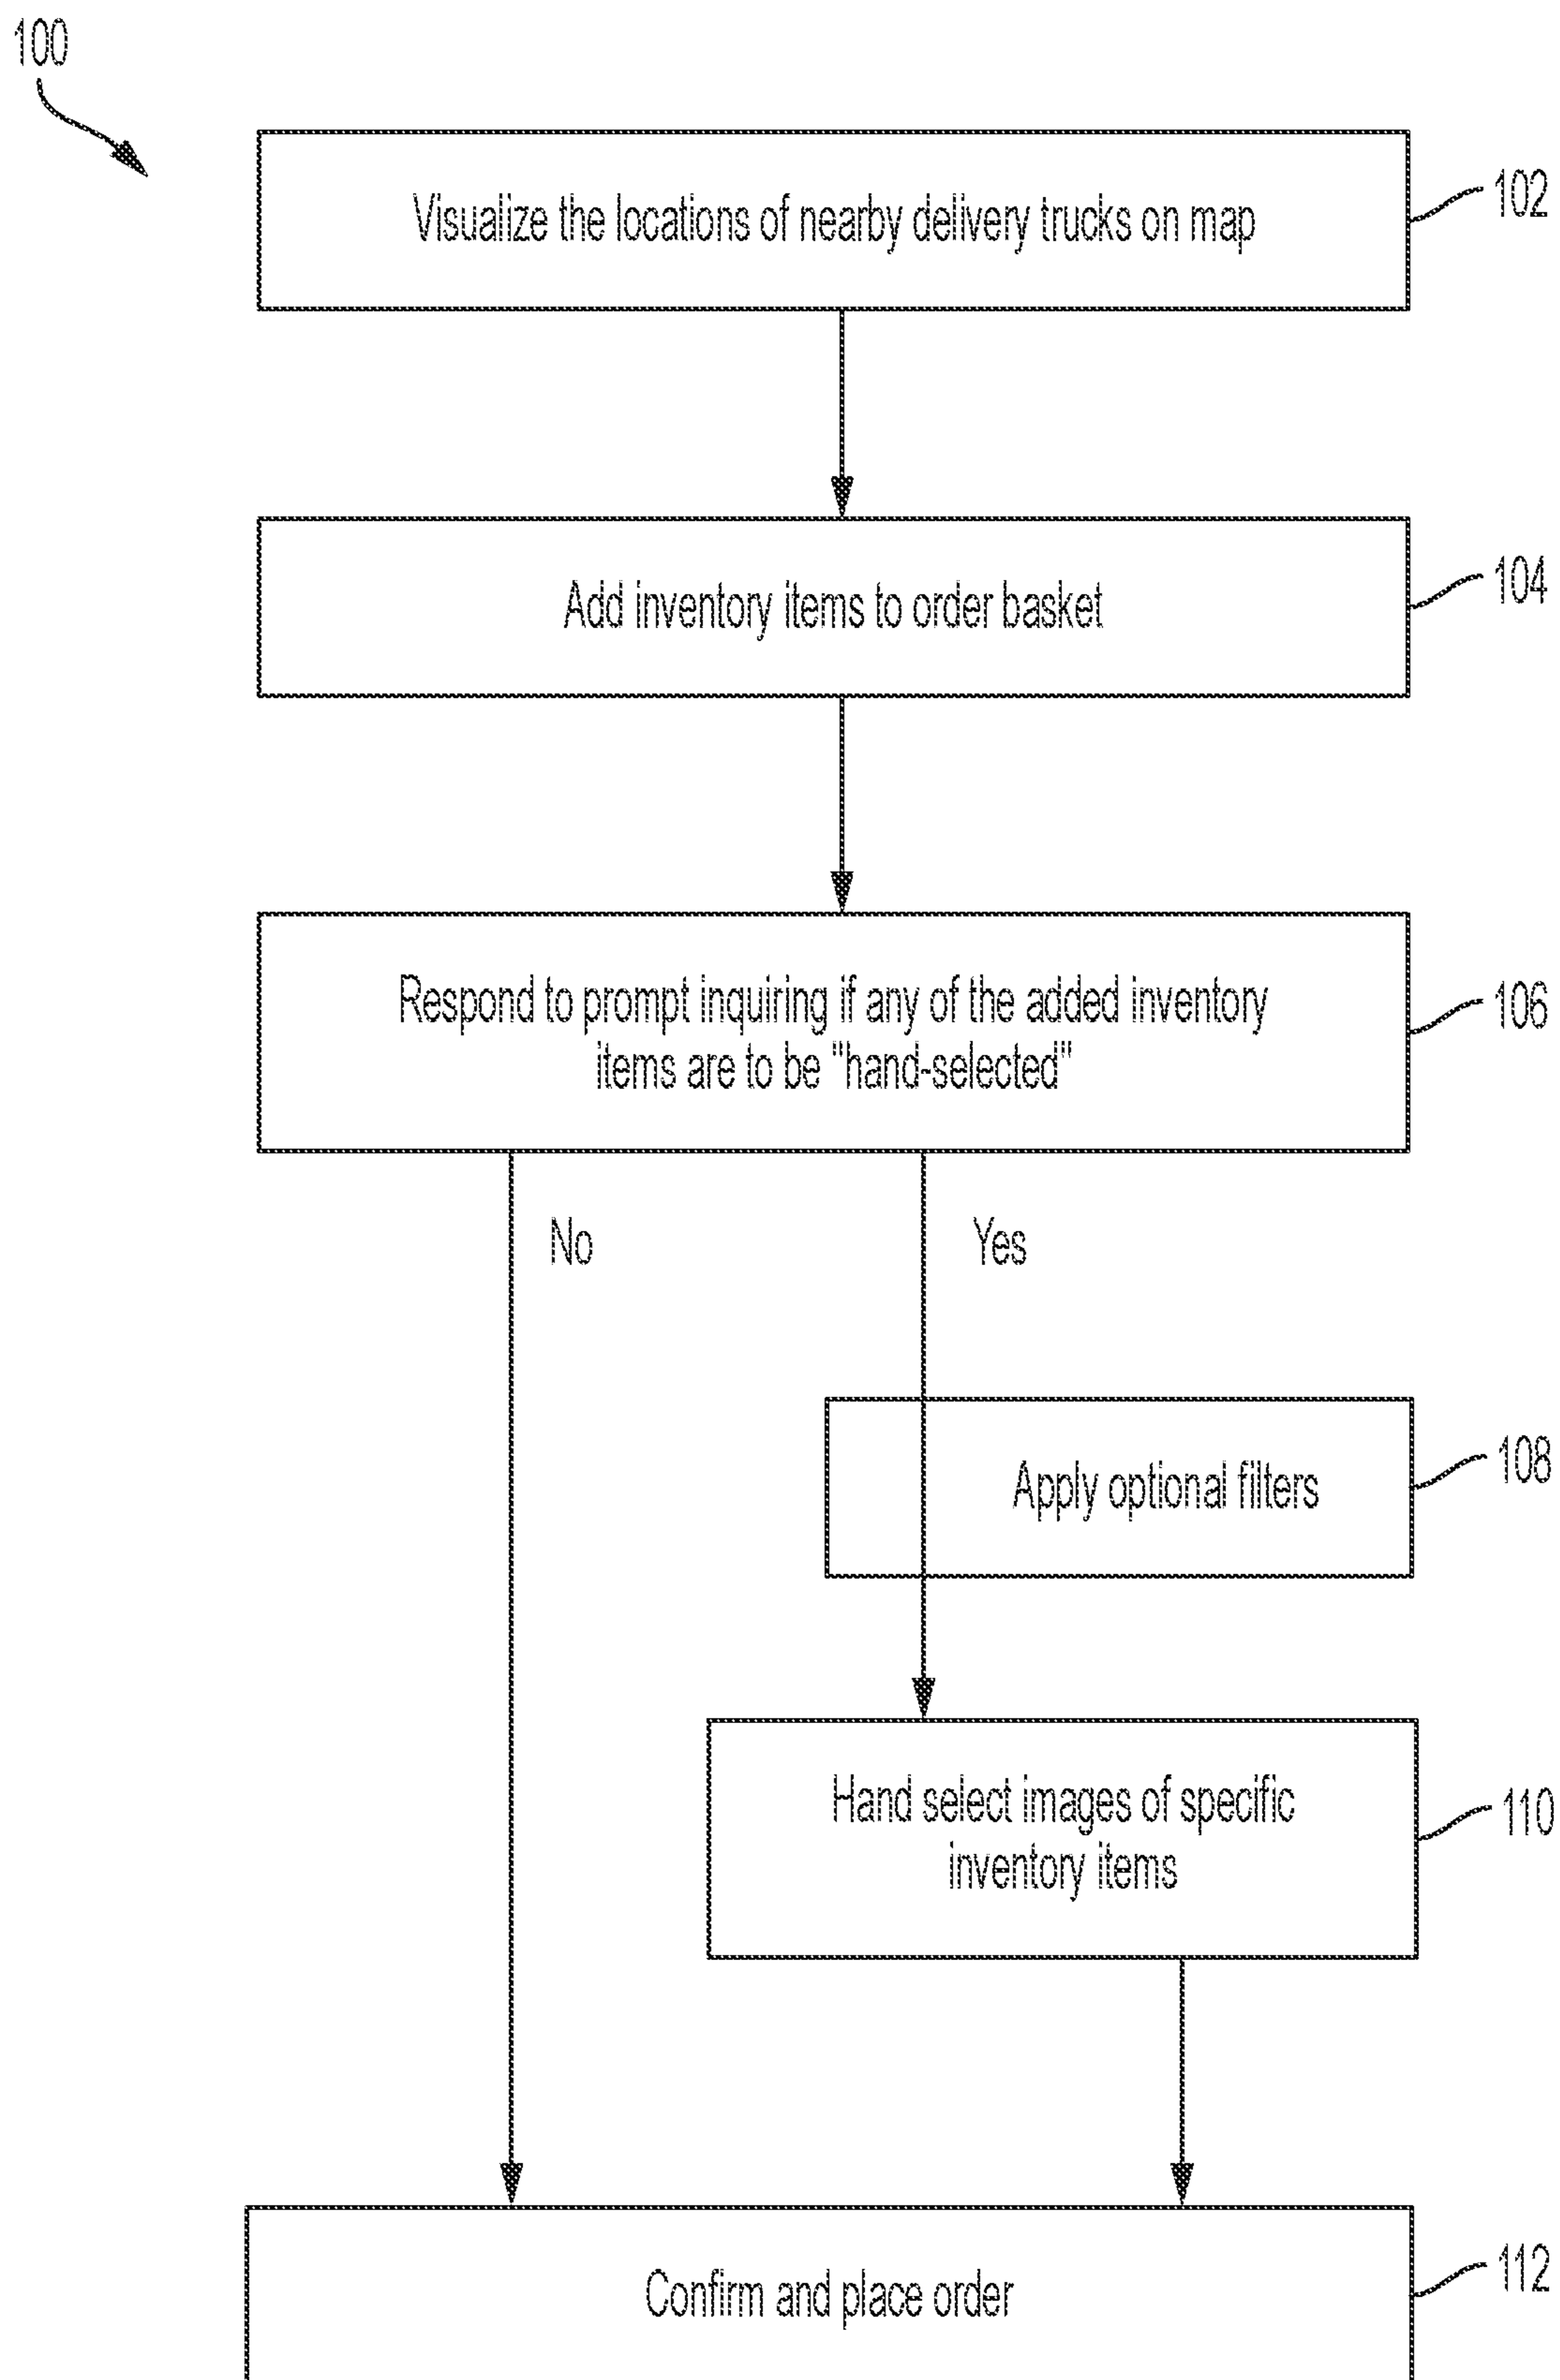 100
Visualize the locations of nearby delivery trucks on map
102
Add inventory items to order basket
104
Respond to prompt inquiring if any of the added inventory
items are to be "hand-selected"
106
No
Yes
Apply optional filters
108
Hand select images of specific
inventory items
110
Confirm and place order
112